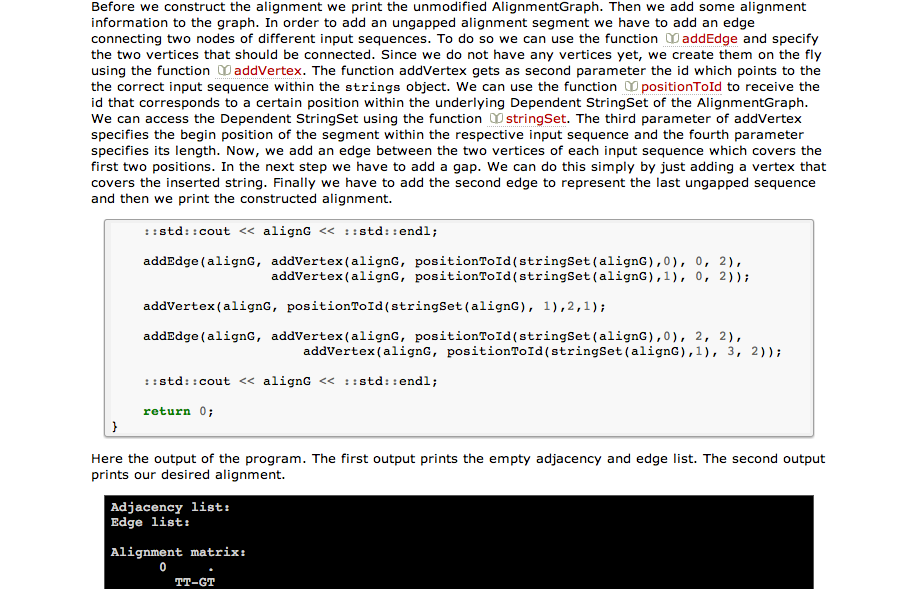 Before we construct the alignment we print the unmodified AlignmentGraph. Then we add some alignment
information to the graph. In order to add an ungapped alignment segment we have to add an edge
connecting two nodes of different input sequences. To do so we can use the function addEdge and specify
the two vertices that should be connected. Since we do not have any vertices yet, we create them on the fly
using the function addVertex. The function addVertex gets as second parameter the id which points to the
the correct input sequence within the strings object. We can use the function positionToId to receive the
id that corresponds to a certain position within the underlying Dependent StringSet of the AlignmentGraph.
We can access the Dependent StringSet using the function stringSet. The third parameter of addVertex
specifies the begin position of the segment within the respective input sequence and the fourth parameter
specifies its length. Now, we add an edge between the two vertices of each input sequence which covers the
first two positions. In the next step we have to add a gap. We can do this simply by just adding a vertex that
covers the inserted string. Finally we have to add the second edge to represent the last ungapped sequence
and then we print the constructed alignment.
::std::cout << alignG << ::std::endl;
addEdge(alignG, addVertex(alignG, positionToId(stringSet(alignG),0), 0, 2),
addVertex(alignG, positionToId(stringSet(alignG),1), 0, 2));
addVertex(alignG, positionToId(stringSet(alignG), 1),2,1);
addEdge(alignG, addVertex(alignG, positionToId(stringSet(alignG),0), 2, 2),
addVertex(alignG, positionToId(stringSet(alignG),1), 3, 2));
::std::cout << alignG << ::std::endl;
return 0;
}
Here the output of the program. The first output prints the empty adjacency and edge list. The second output
prints our desired alignment.
Adjacency list:
Edge list:
Alignment matrix:
0 .
TT-GT